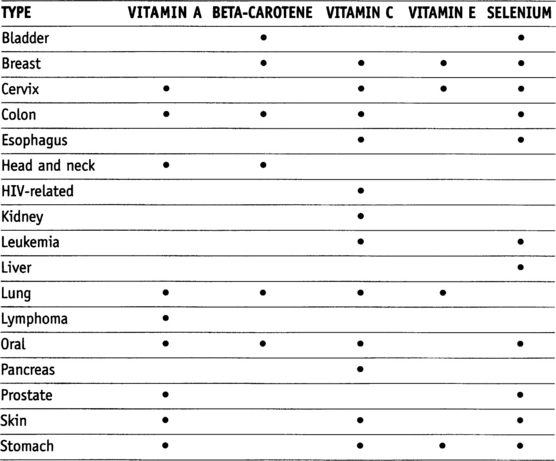 TYPE VITAMIN A BETA-CAROTENE VITAMIN C VITAMIN E SELENIUM
Bladder • •
Breast • • • •
Cervix • • • •
Colon • • • •
Esophagus • •
Head and neck • •
HIV-related •
Kidney •
Leukemia • •
Liver •
Lung • • • •
Lymphoma •
Oral • • • •
Pancreas •
Prostate • •
Skin • • •
Stomach • • • •